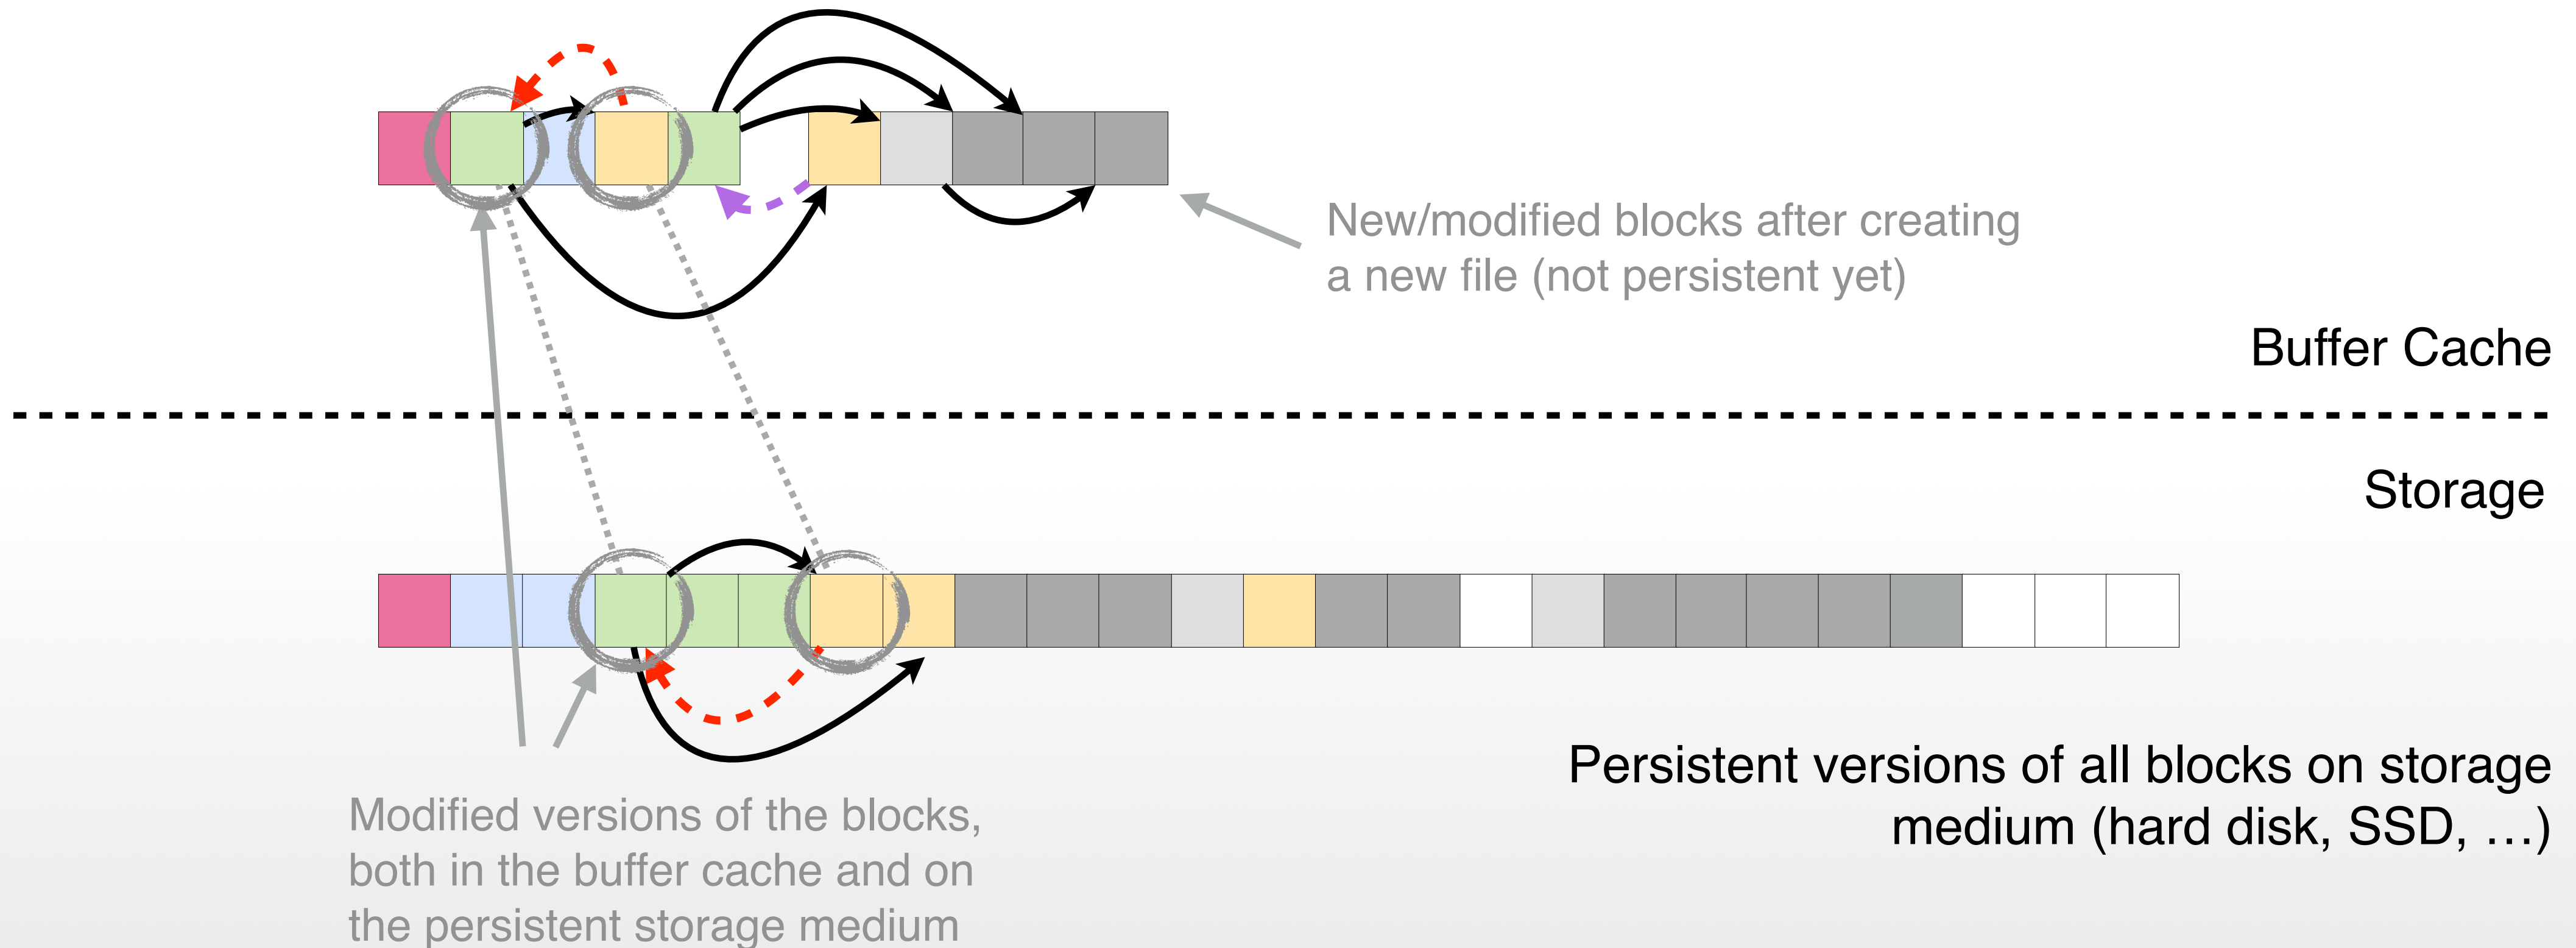 New/modified blocks after creating
a new file (not persistent yet)
Buffer Cache
Storage
Persistent versions of all blocks on storage
medium (hard disk, SSD, …)
Modified versions of the blocks,
both in the buffer cache and on
the persistent storage medium